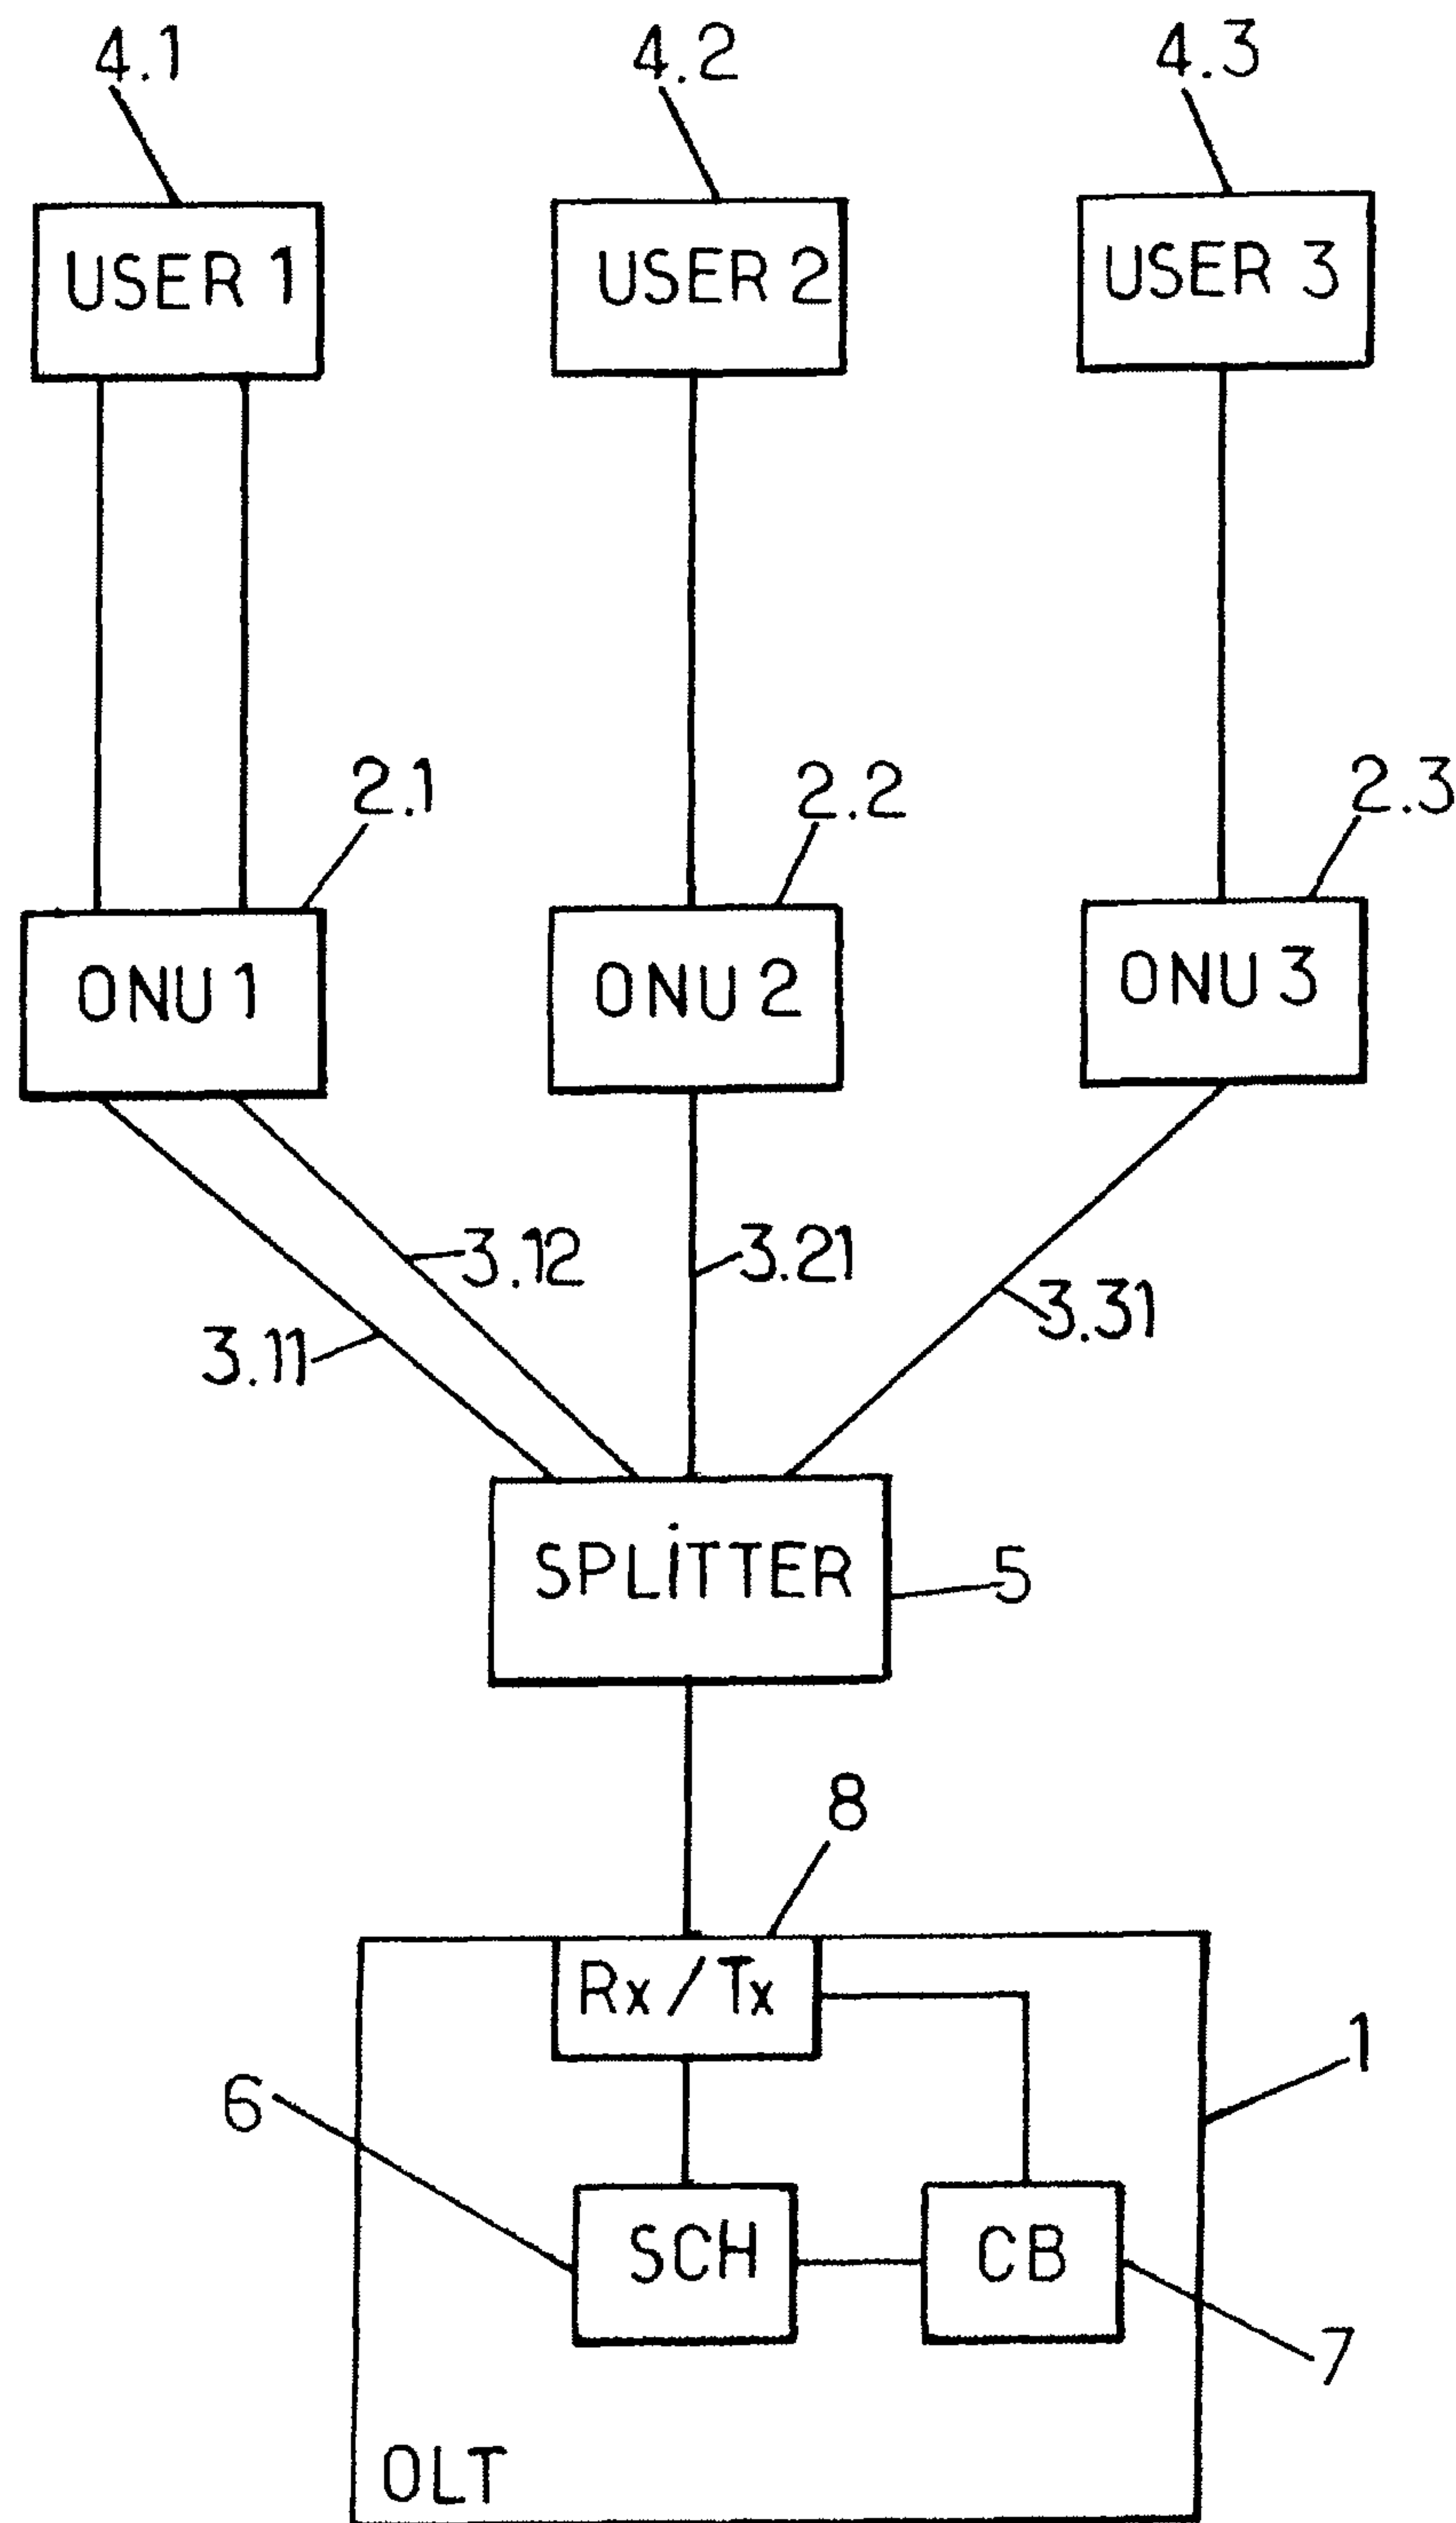 4.1
4.2
4.3
USER 1
USER 2
USER 3
2.1
2.2
2.3
ONU 1
ONU 2
ONU 3
3.12
3.21
3.31
3.11
SPLITTER
5
8
Rx / Tx
1
6
SCH
CB
7
OLT